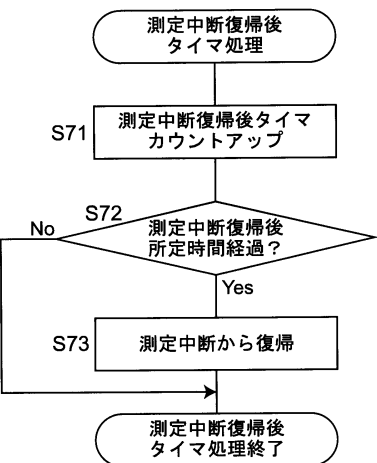 測定中断復帰後
タイマ処理
S71
測定中断復帰後タイマ
カウントアップ
S72
No
測定中断復帰後
所定時間経過？
Yes
S73
測定中断から復帰
測定中断復帰後
タイマ処理終了